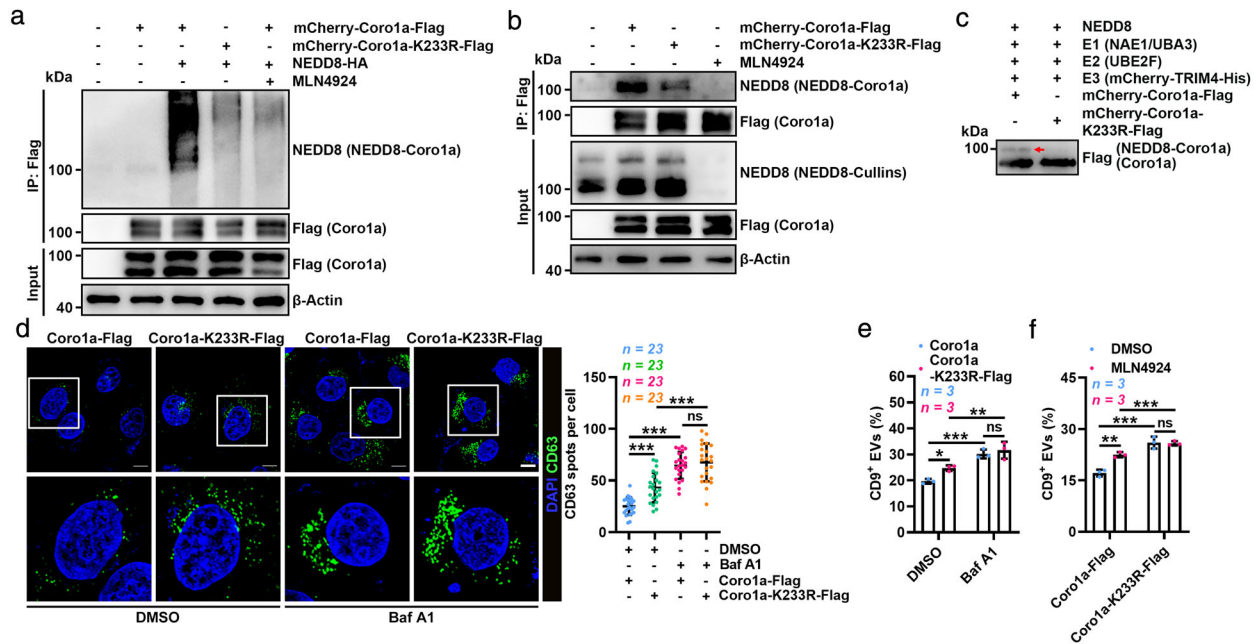 a
- + + - + mCherry-Coro1a-Flag
- - - + - mCherry-Coro1a-K233R-Flag
- - + + + NEDD8-HA
- - - - + MLN4924
kDa
IP: Flag
100
NEDD8 (NEDD8-Coro1a)
100
Flag (Coro1a)
Input
100
Flag (Coro1a)
40
β-Actin
b
- + - - mCherry-Coro1a-Flag
- - + - mCherry-Coro1a-K233R-Flag
- - - + MLN4924
kDa
IP: Flag
100
NEDD8 (NEDD8-Coro1a)
100
Flag (Coro1a)
Input
100
NEDD8 (NEDD8-Cullins)
100
Flag (Coro1a)
40
β-Actin
c
+ + NEDD8
+ + E1 (NAE1/UBA3)
+ + E2 (UBE2F)
+ + E3 (mCherry-TRIM4-His)
+ - mCherry-Coro1a-Flag
- + mCherry-Coro1a-
K233R-Flag
kDa
100
Flag
(NEDD8-Coro1a)
(Coro1a)
d
Coro1a-Flag Coro1a-K233R-Flag Coro1a-Flag Coro1a-K233R-Flag
DMSO Baf A1
DAPI CD63
n = 23
n = 23
n = 23
n = 23
CD63 spots per cell
150
100
50
0
***
ns
***
***
+ + - - DMSO
- - + + Baf A1
+ - + - Coro1a-Flag
- + - + Coro1a-K233R-Flag
e
Coro1a
Coro1a
-K233R-Flag
n = 3
n = 3
CD9+ EVs (%)
60
50
40
30
20
10
0
**
***
ns
*
DMSO
Baf A1
f
DMSO
MLN4924
n = 3
n = 3
CD9+ EVs (%)
45
30
15
0
***
***
ns
**
Coro1a-Flag
Coro1a-K233R-Flag